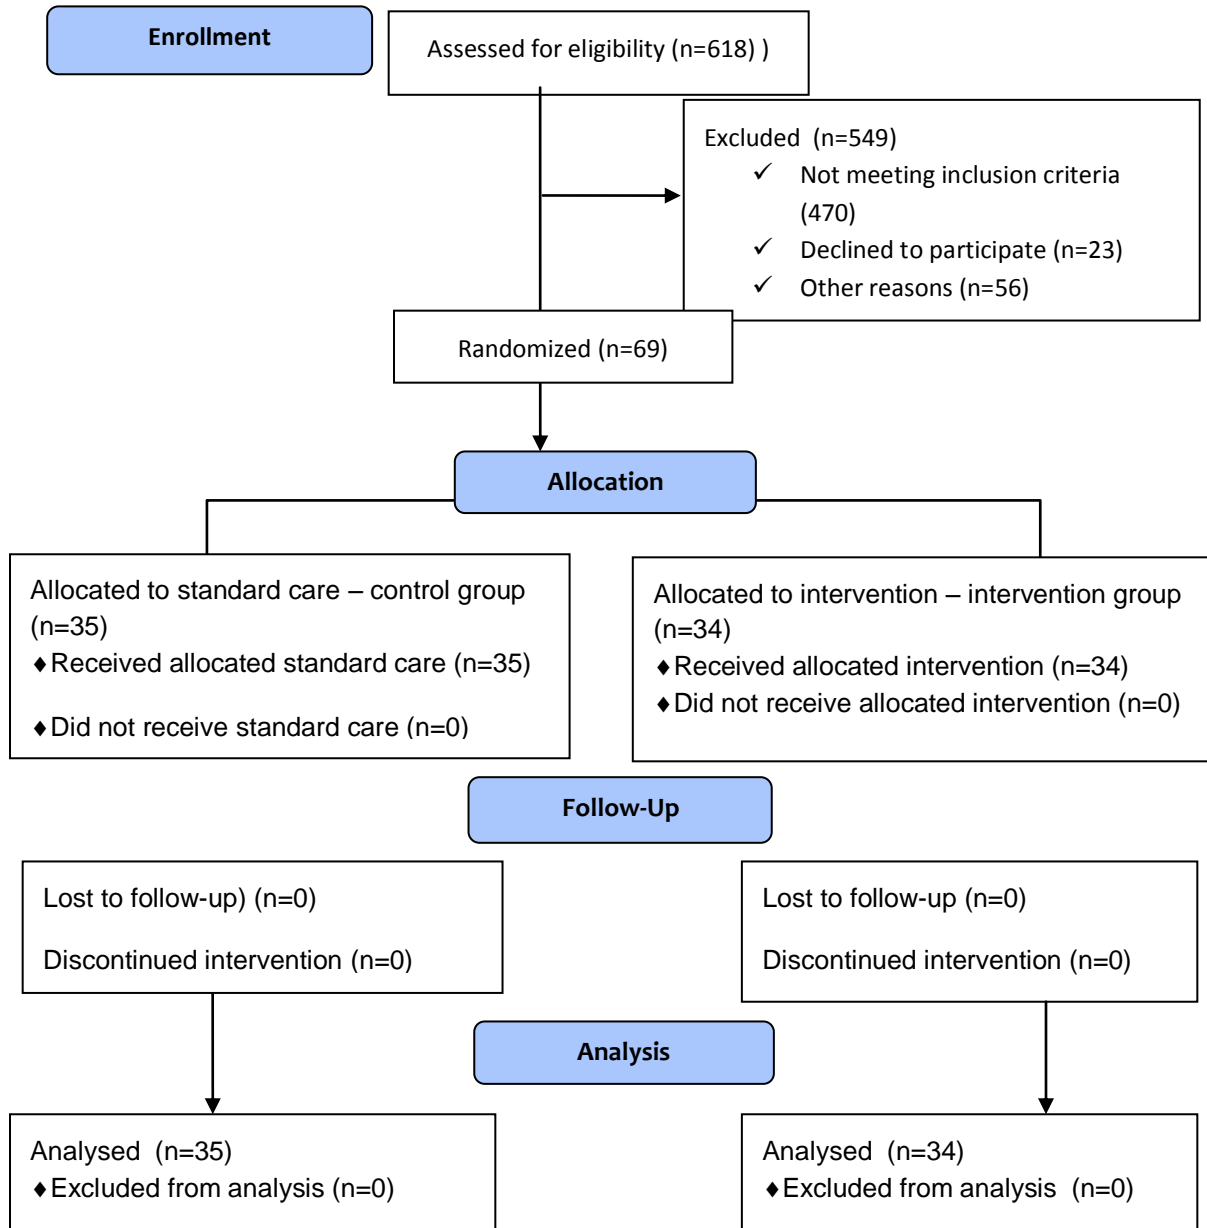 Enrollment
Assessed for eligibility (n=618) )
Excluded  (n=549)
✓ Not meeting inclusion criteria
(470)
✓ Declined to participate (n=23)
✓ Other reasons (n=56)
Randomized (n=69)
Allocation
Allocated to standard care – control group
(n=35)
♦Received allocated standard care (n=35)
♦Did not receive standard care (n=0)
Allocated to intervention – intervention group
(n=34)
♦Received allocated intervention (n=34)
♦Did not receive allocated intervention (n=0)
Follow-Up
Lost to follow-up) (n=0)
Discontinued intervention (n=0)
Lost to follow-up (n=0)
Discontinued intervention (n=0)
Analysis
Analysed  (n=35)
♦Excluded from analysis (n=0)
Analysed  (n=34)
♦Excluded from analysis  (n=0)